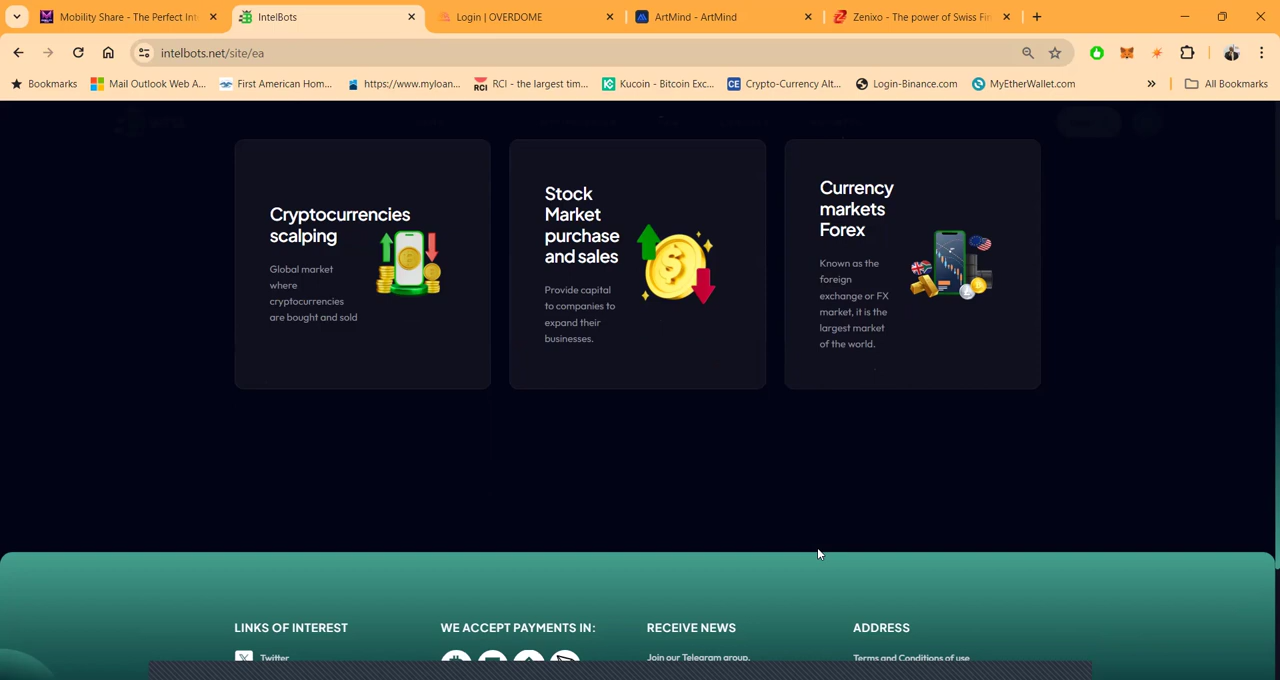 Mobility Share - The Perfect Int
IntelBots
Login | OVERDOME
ArtMind - ArtMind
Zenixo - The power of Swiss Fin
intelbots.net/site/ea
Bookmarks
Mail Outlook Web A...
First American Hom...
https://www.myloan...
RCI - the largest tim...
Kucoin - Bitcoin Exc...
Crypto-Currency Alt...
Login-Binance.com
MyEtherWallet.com
»
All Bookmarks
Cryptocurrencies
scalping
Global market
where
cryptocurrencies
are bought and sold
Stock
Market
purchase
and sales
Provide capital
to companies to
expand their
businesses.
Currency
markets
Forex
Known as the
foreign
exchange or FX
market, it is the
largest market
of the world.
LINKS OF INTEREST
Twitter
WE ACCEPT PAYMENTS IN:
RECEIVE NEWS
Join our Telegram group.
ADDRESS
Terms and Conditions of use